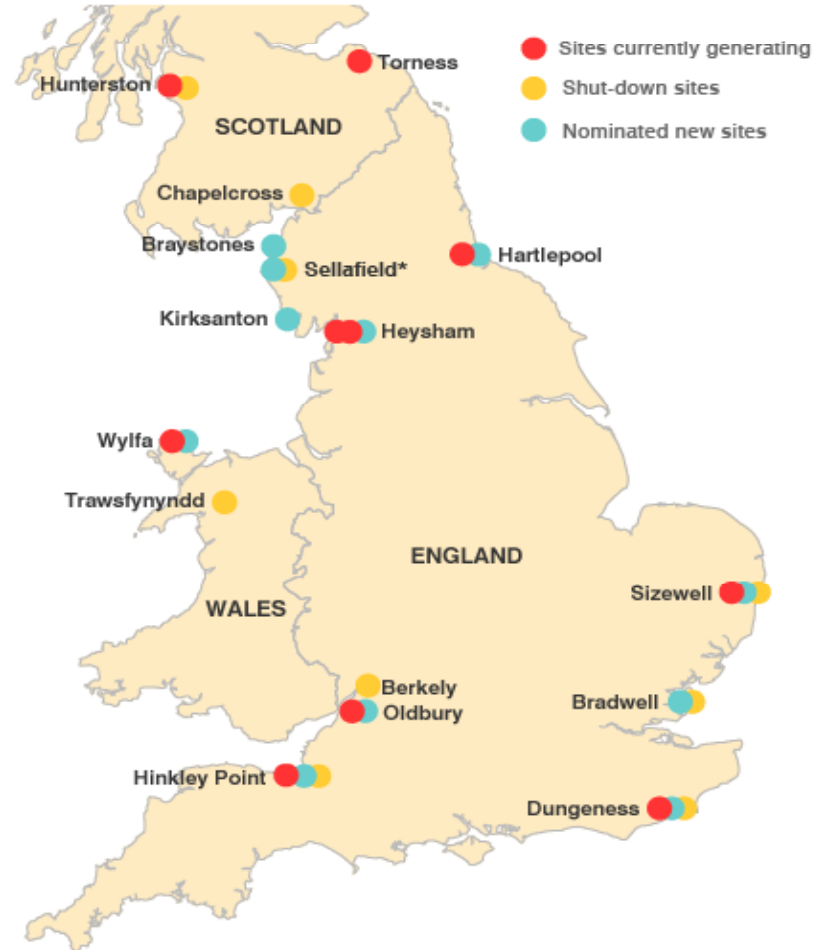 Sites currently generating
Torness
Hunterston
Shut-down sites
SCOTLAND
Nominated new sites
Chapelcross
Braystones
Hartlepool
Sellafield*
Kirksanton
Heysham
Wylfa
Trawsfynyndd
ENGLAND
Sizewell
WALES
Berkely
Bradwell
Oldbury
Hinkley Point
Dungeness